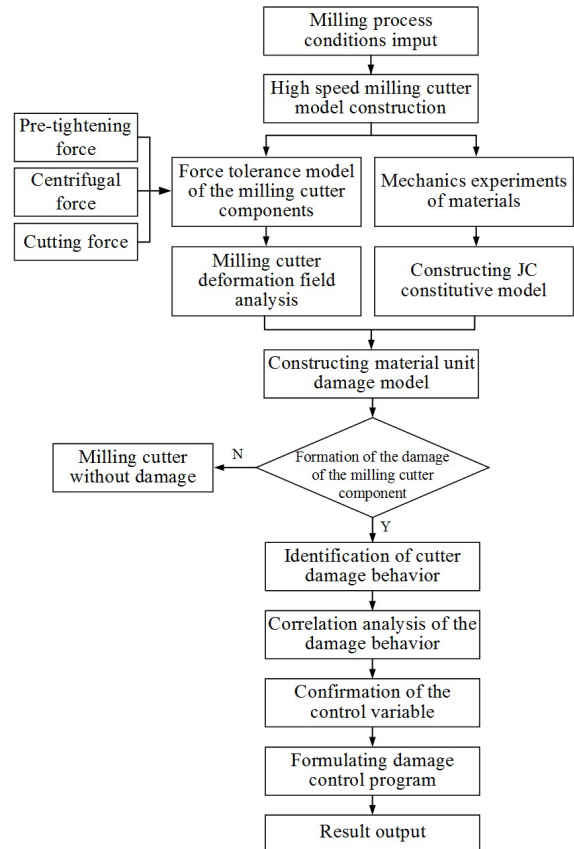 Milling process
conditions imput
High speed milling cutter
model construction
Pre-tightening
force
Centrifugal
force
Cutting force
Force tolerance model
of the milling cutter
components
Mechanics experiments
of materials
Milling cutter
deformation field
analysis
Constructing JC
constitutive model
Constructing material unit
damage model
Formation of the damage
of the milling cutter
component
N
Milling cutter
without damage
Y
Identification of cutter
damage behavior
Correlation analysis of the
damage behavior
Confirmation of the
control variable
Formulating damage
control program
Result output